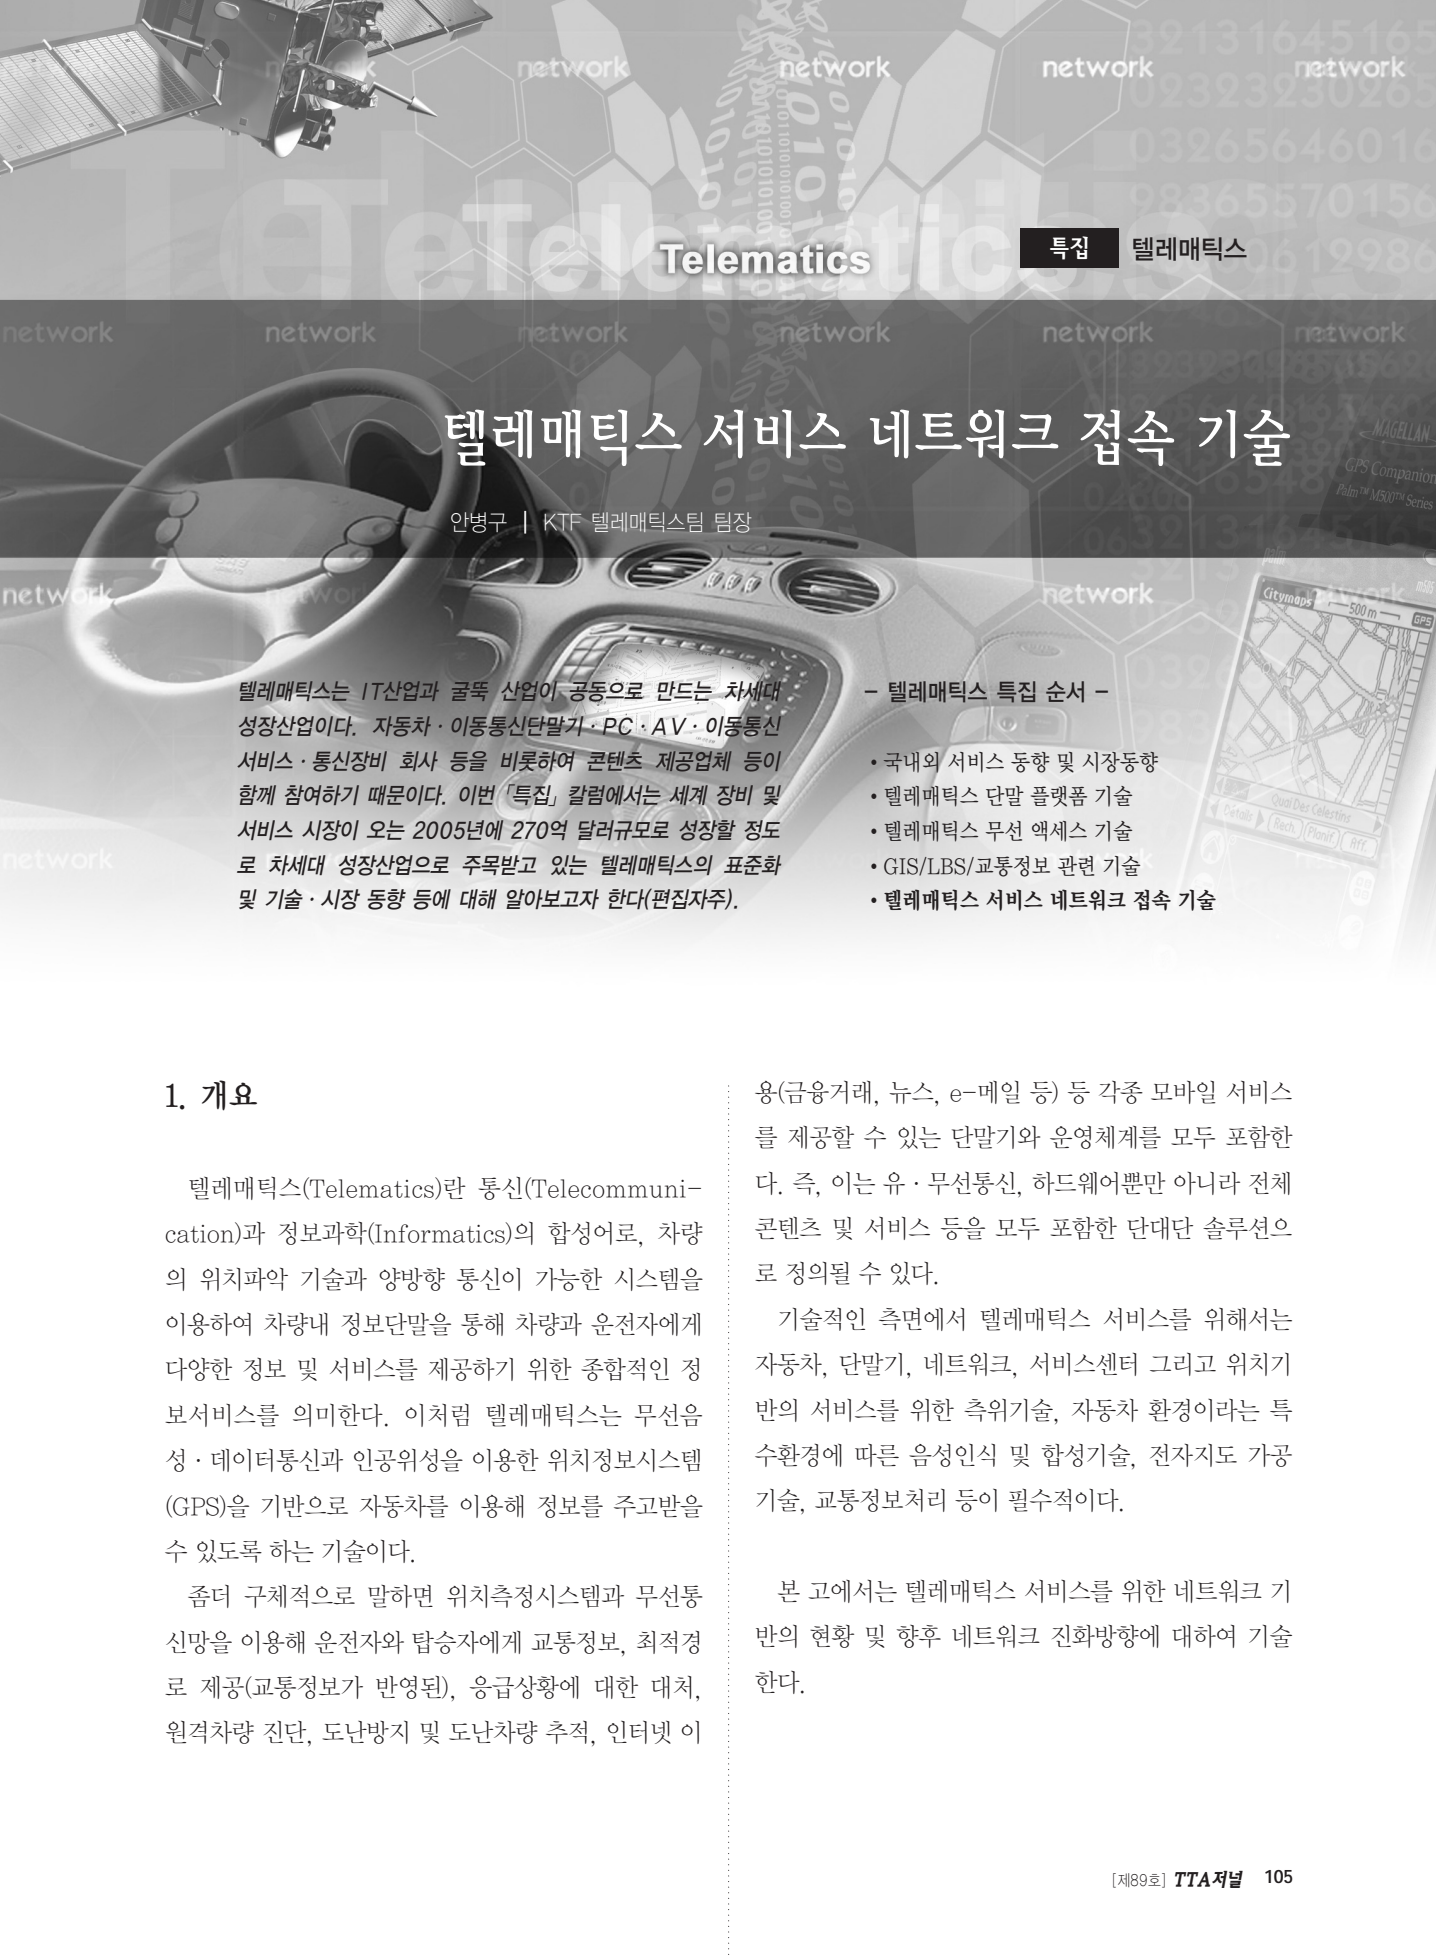 Telematics
특집 텔레매틱스
텔레매틱스 서비스 네트워크 접속 기술
안병구 | KTF 텔레매틱스팀 팀장
텔레매틱스는 IT산업과 굴뚝 산업이 공동으로 만드는 차세대
성장산업이다. 자동차·이동통신단말기·PC·AV·이동통신
서비스·통신장비 회사 등을 비롯하여 콘텐츠 제공업체 등이
함께 참여하기 때문이다. 이번 「특집」 칼럼에서는 세계 장비 및
서비스 시장이 오는 2005년에 270억 달러규모로 성장할 정도
로 차세대 성장산업으로 주목받고 있는 텔레매틱스의 표준화
및 기술·시장 동향 등에 대해 알아보고자 한다(편집자주).
- 텔레매틱스 특집 순서 -
• 국내외 서비스 동향 및 시장동향
• 텔레매틱스 단말 플랫폼 기술
• 텔레매틱스 무선 액세스 기술
• GIS/LBS/교통정보 관련 기술
• 텔레매틱스 서비스 네트워크 접속 기술
1. 개요
텔레매틱스(Telematics)란 통신(Telecommuni-
cation)과 정보과학(Informatics)의 합성어로, 차량
의 위치파악 기술과 양방향 통신이 가능한 시스템을
이용하여 차량내 정보단말을 통해 차량과 운전자에게
다양한 정보 및 서비스를 제공하기 위한 종합적인 정
보서비스를 의미한다. 이처럼 텔레매틱스는 무선음
성·데이터통신과 인공위성을 이용한 위치정보시스템
(GPS)을 기반으로 자동차를 이용해 정보를 주고받을
수 있도록 하는 기술이다.
좀더 구체적으로 말하면 위치측정시스템과 무선통
신망을 이용해 운전자와 탑승자에게 교통정보, 최적경
로 제공(교통정보가 반영된), 응급상황에 대한 대처,
원격차량 진단, 도난방지 및 도난차량 추적, 인터넷 이
용(금융거래, 뉴스, e-메일 등) 등 각종 모바일 서비스
를 제공할 수 있는 단말기와 운영체계를 모두 포함한
다. 즉, 이는 유·무선통신, 하드웨어뿐만 아니라 전체
콘텐츠 및 서비스 등을 모두 포함한 단대단 솔루션으
로 정의될 수 있다.
기술적인 측면에서 텔레매틱스 서비스를 위해서는
자동차, 단말기, 네트워크, 서비스센터 그리고 위치기
반의 서비스를 위한 측위기술, 자동차 환경이라는 특
수환경에 따른 음성인식 및 합성기술, 전자지도 가공
기술, 교통정보처리 등이 필수적이다.
본 고에서는 텔레매틱스 서비스를 위한 네트워크 기
반의 현황 및 향후 네트워크 진화방향에 대하여 기술
한다.
[제89호] TTA저널 105